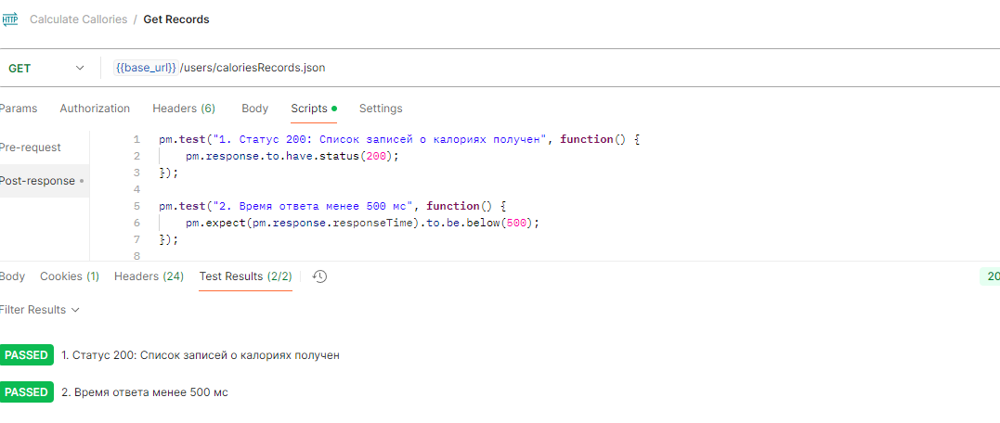 HTTP Calculate Callories / Get Records
GET {{base_url}}/users/caloriesRecords.json
Params Authorization Headers (6) Body Scripts Settings
Pre-request
Post-response
1 pm.test("1. Статус 200: Список записей о калориях получен", function() {
2 pm.response.to.have.status(200);
3 });
4
5 pm.test("2. Время ответа менее 500 мс", function() {
6 pm.expect(pm.response.responseTime).to.be.below(500);
7 });
8
Body Cookies (1) Headers (24) Test Results (2/2) 20
Filter Results
PASSED 1. Статус 200: Список записей о калориях получен
PASSED 2. Время ответа менее 500 мс